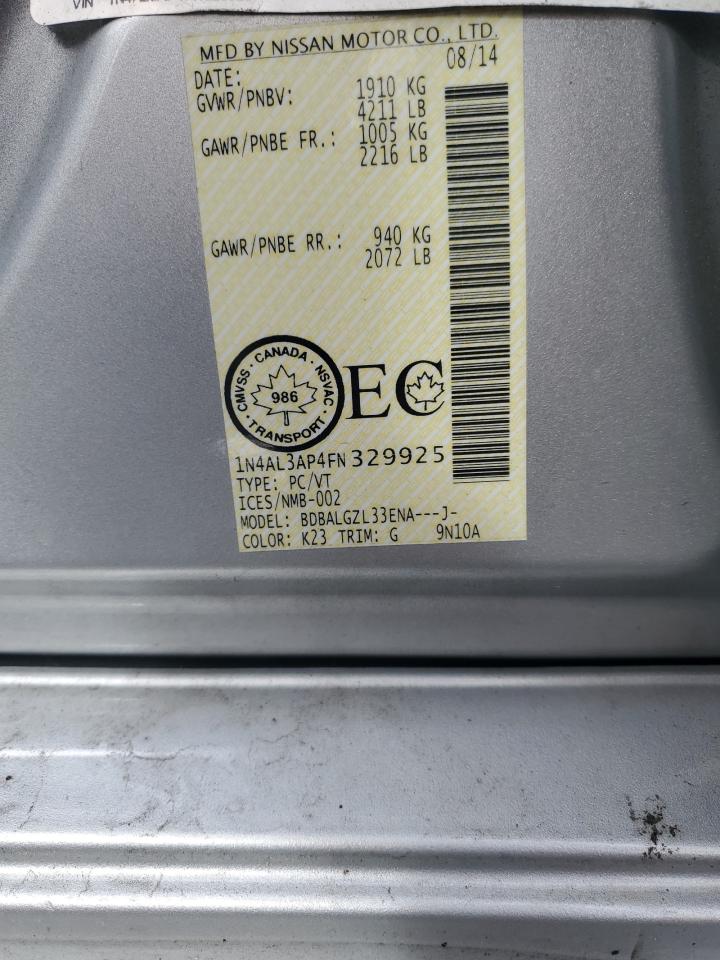 VIN
MFD BY NISSAN MOTOR CO., LTD.
DATE: 08/14
GVWR/PNBV: 1910 KG
4211 LB
GAWR/PNBE FR.: 1005 KG
2216 LB
GAWR/PNBE RR.: 940 KG
2072 LB
CMVSS · CANADA · NSVAC · TRANSPORT ·
986
EC
1N4AL3AP4FN329925
TYPE: PC/VT
ICES/NMB-002
MODEL: BDBALGZL33ENA---J-
COLOR: K23 TRIM: G 9N10A